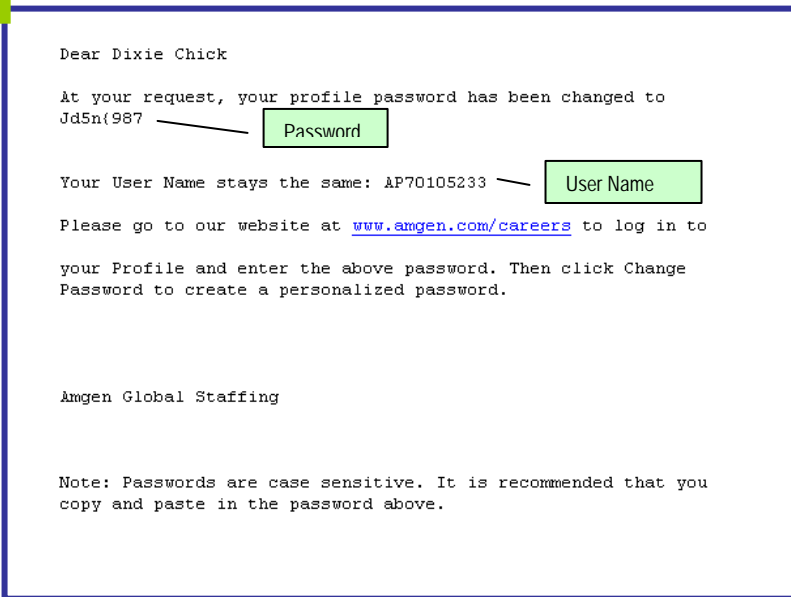 Dear Dixie Chick
At your request, your profile password has been changed to
Jd5n{987
Password
Your User Name stays the same: AP70105233
User Name
Please go to our website at www.amgen.com/careers to log in to
your Profile and enter the above password. Then click Change
Password to create a personalized password.
Amgen Global Staffing
Note: Passwords are case sensitive. It is recommended that you
copy and paste in the password above.